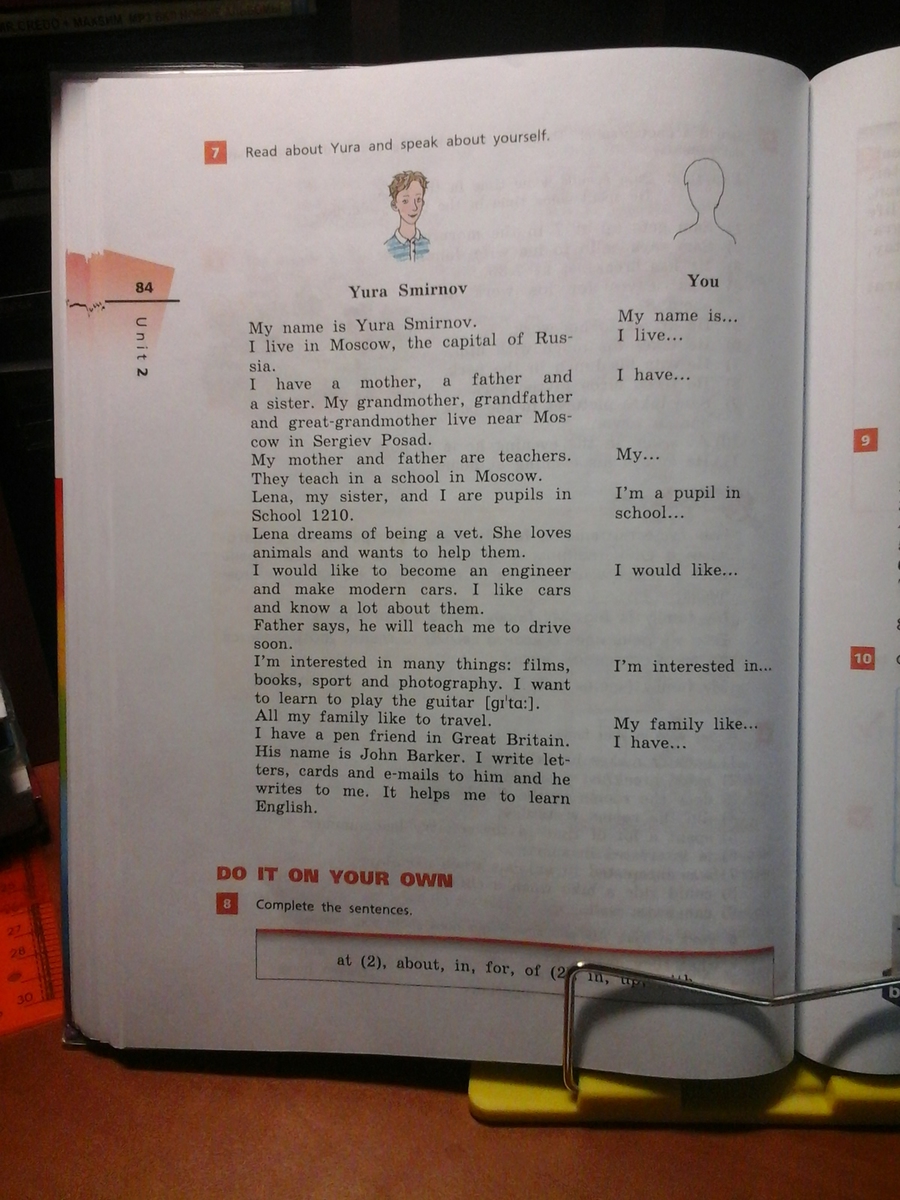 7 Read about Yura and speak about yourself.
84
Unit 2
Yura Smirnov
My name is Yura Smirnov.
I live in Moscow, the capital of Rus-
sia.
I have a mother, a father and
a sister. My grandmother, grandfather
and great-grandmother live near Mos-
cow in Sergiev Posad.
My mother and father are teachers.
They teach in a school in Moscow.
Lena, my sister, and I are pupils in
School 1210.
Lena dreams of being a vet. She loves
animals and wants to help them.
I would like to become an engineer
and make modern cars. I like cars
and know a lot about them.
Father says, he will teach me to drive
soon.
I'm interested in many things: films,
books, sport and photography. I want
to learn to play the guitar [gɪˈtɑː].
All my family like to travel.
I have a pen friend in Great Britain.
His name is John Barker. I write let-
ters, cards and e-mails to him and he
writes to me. It helps me to learn
English.
You
My name is...
I live...
I have...
My...
I'm a pupil in
school...
I would like...
I'm interested in...
My family like...
I have...
DO IT ON YOUR OWN
8 Complete the sentences.
at (2), about, in, for, of (2 in, up,
9
10
27
28
30